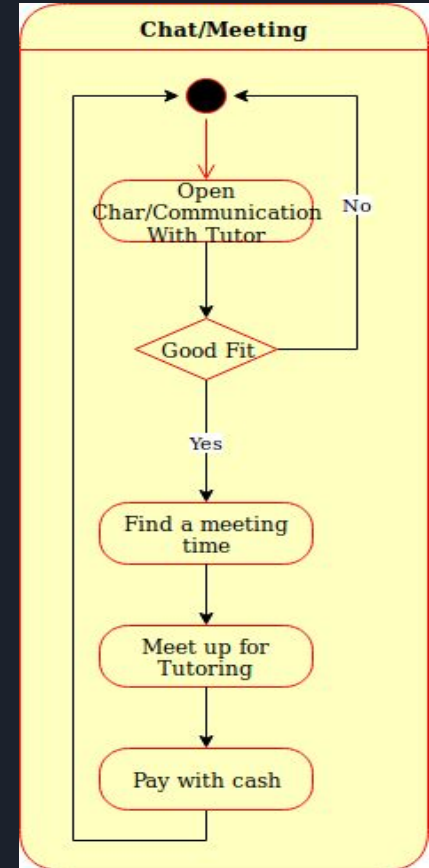 Chat/Meeting
Open
Char/Communication
With Tutor
No
Good Fit
Yes
Find a meeting
time
Meet up for
Tutoring
Pay with cash